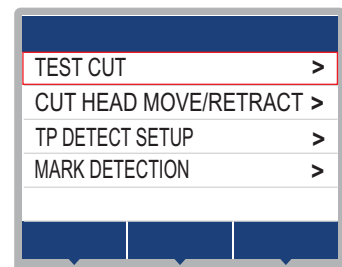 TEST CUT >
CUT HEAD MOVE/RETRACT >
TP DETECT SETUP >
MARK DETECTION >